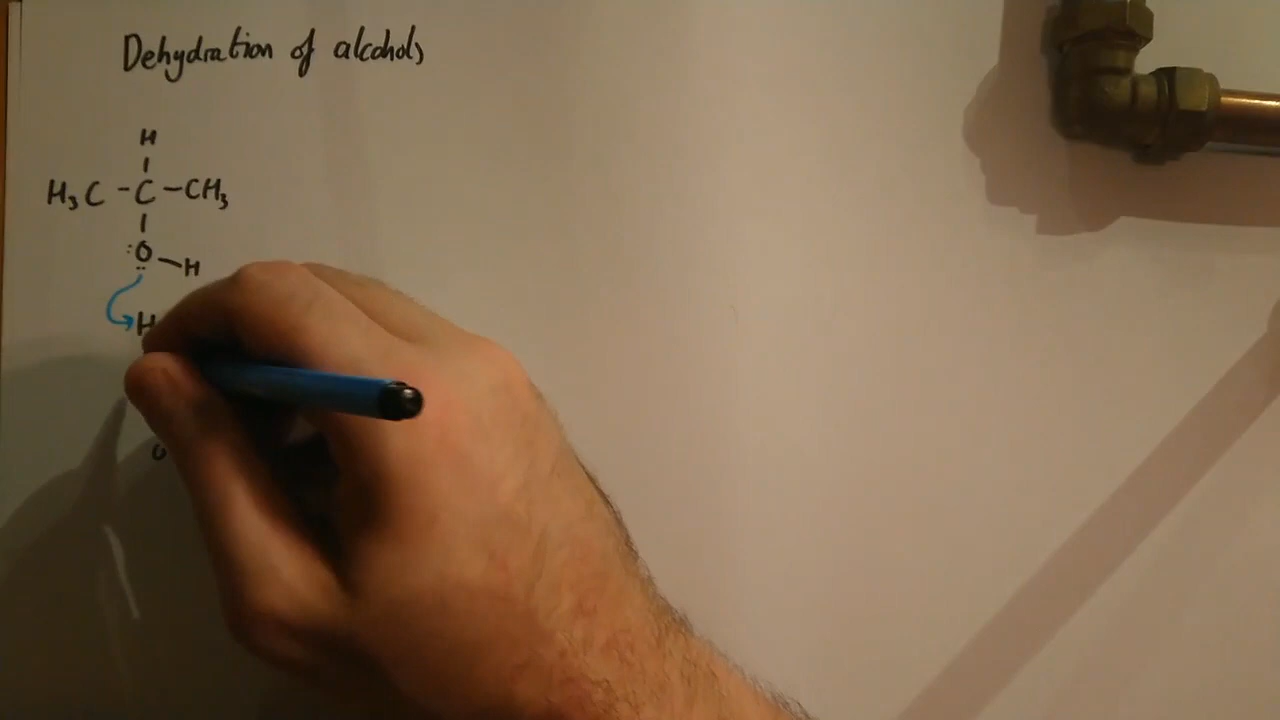 Dehydration of alcohols
H
H₃C - C - CH₃
:O - H
H